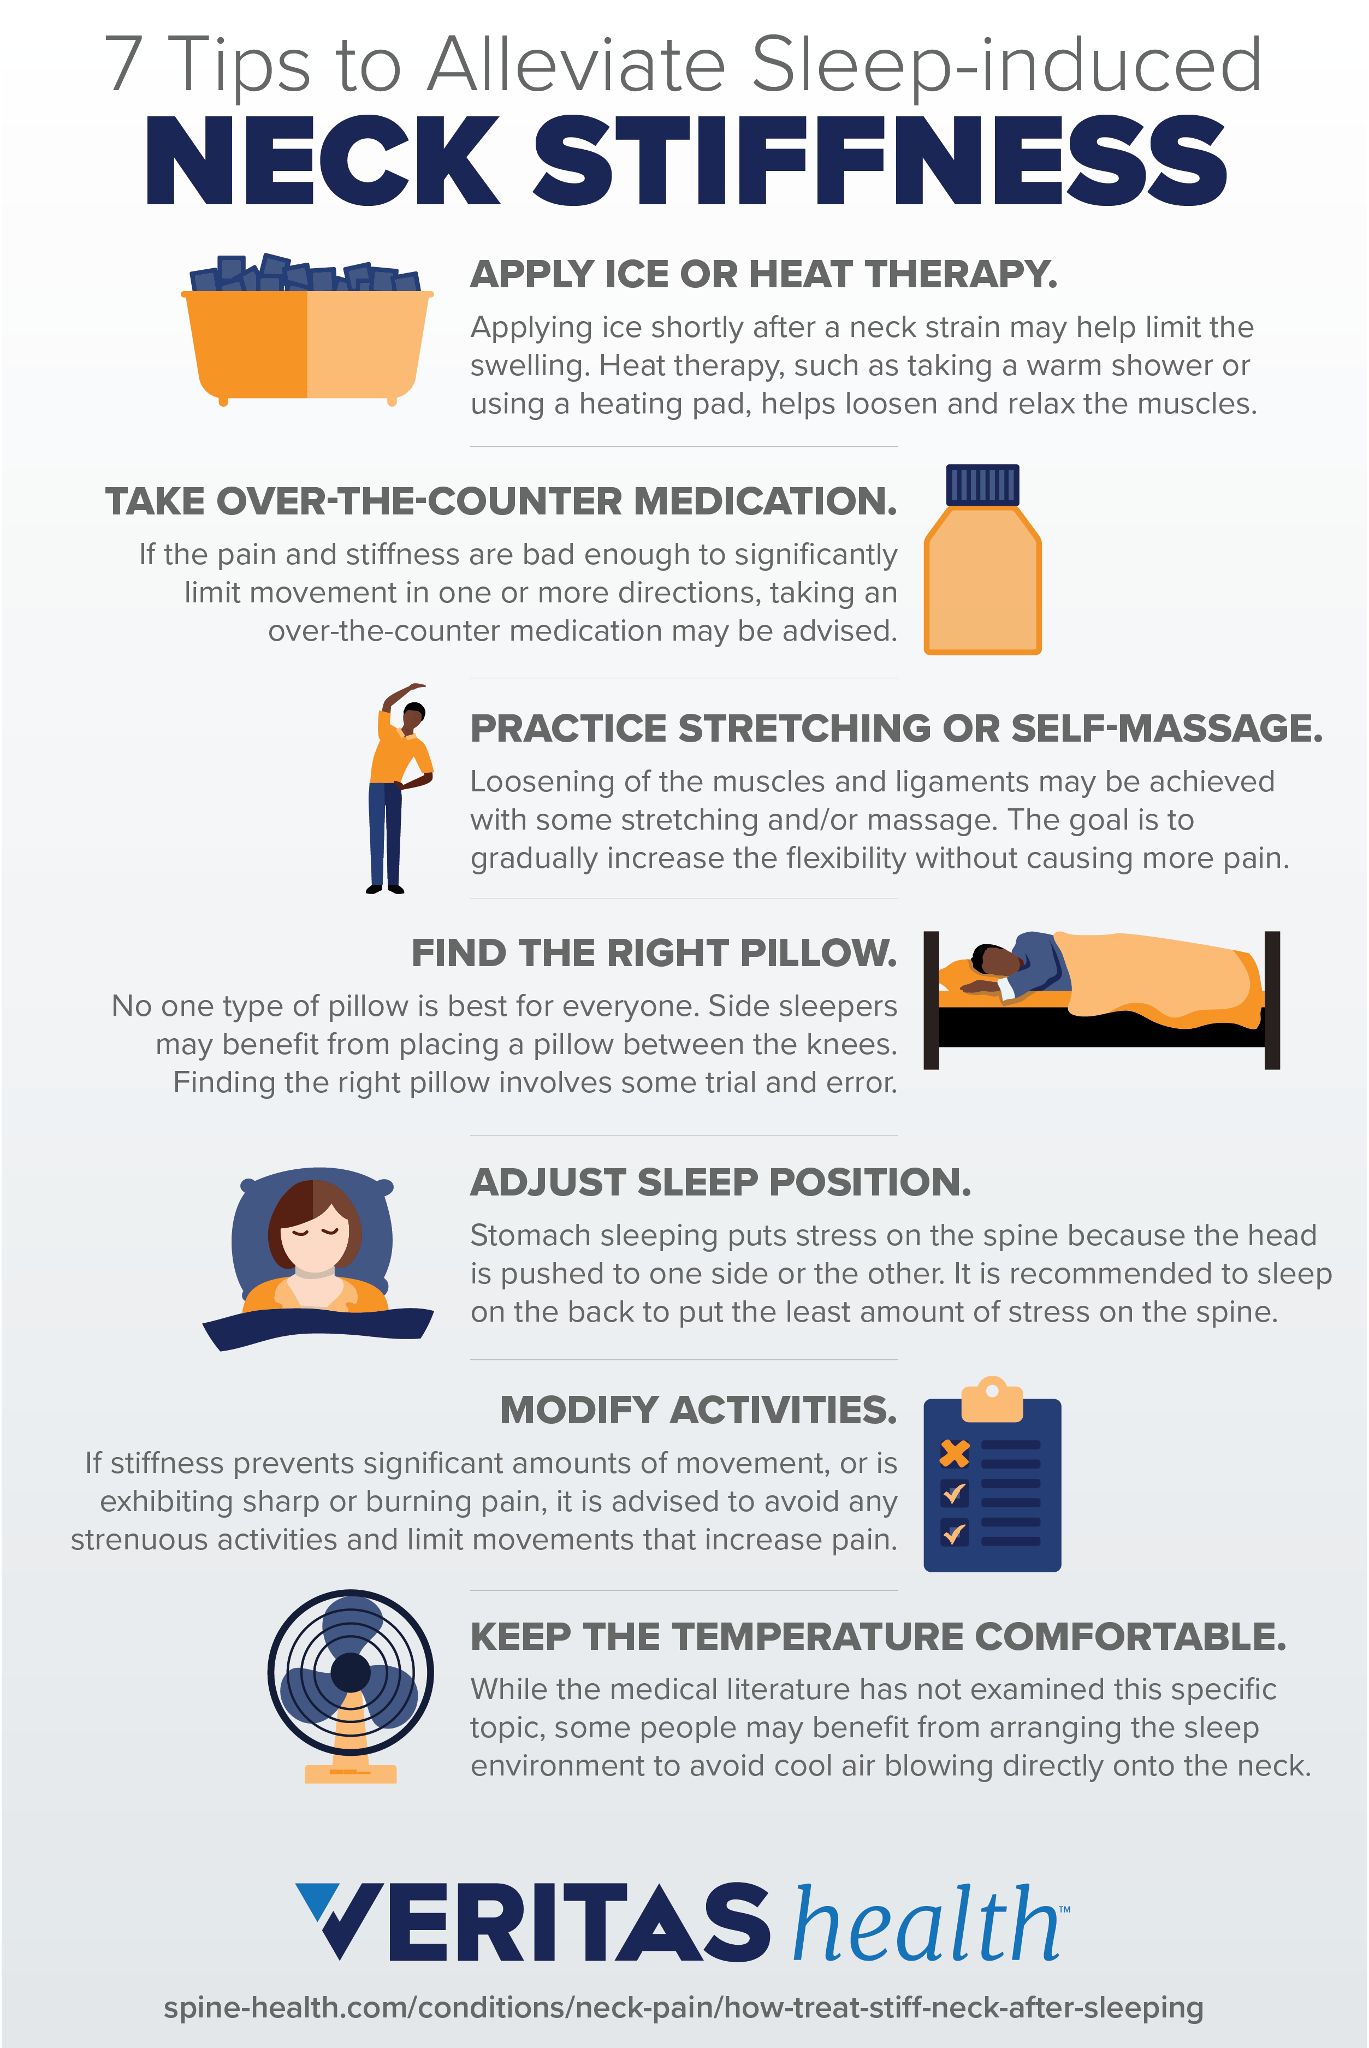 7 Tips to Alleviate Sleep-induced
NECK STIFFNESS
APPLY ICE OR HEAT THERAPY.
Applying ice shortly after a neck strain may help limit the
swelling. Heat therapy, such as taking a warm shower or
using a heating pad, helps loosen and relax the muscles.
TAKE OVER-THE-COUNTER MEDICATION.
If the pain and stiffness are bad enough to significantly
limit movement in one or more directions, taking an
over-the-counter medication may be advised.
PRACTICE STRETCHING OR SELF-MASSAGE.
Loosening of the muscles and ligaments may be achieved
with some stretching and/or massage. The goal is to
gradually increase the flexibility without causing more pain.
FIND THE RIGHT PILLOW.
No one type of pillow is best for everyone. Side sleepers
may benefit from placing a pillow between the knees.
Finding the right pillow involves some trial and error.
ADJUST SLEEP POSITION.
Stomach sleeping puts stress on the spine because the head
is pushed to one side or the other. It is recommended to sleep
on the back to put the least amount of stress on the spine.
MODIFY ACTIVITIES.
If stiffness prevents significant amounts of movement, or is
exhibiting sharp or burning pain, it is advised to avoid any
strenuous activities and limit movements that increase pain.
KEEP THE TEMPERATURE COMFORTABLE.
While the medical literature has not examined this specific
topic, some people may benefit from arranging the sleep
environment to avoid cool air blowing directly onto the neck.
VERITAS health™
spine-health.com/conditions/neck-pain/how-treat-stiff-neck-after-sleeping